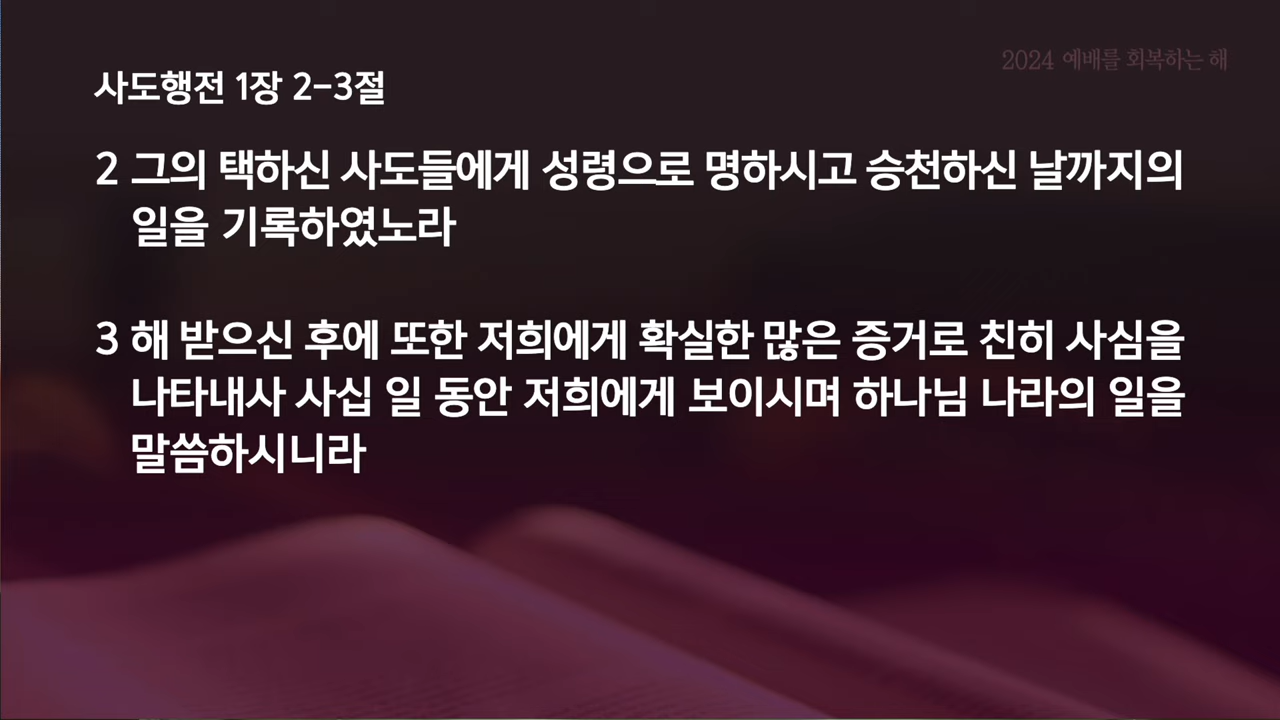 2024 예배를 회복하는 해
사도행전 1장 2-3절
2 그의 택하신 사도들에게 성령으로 명하시고 승천하신 날까지의
일을 기록하였노라
3 해 받으신 후에 또한 저희에게 확실한 많은 증거로 친히 사심을
나타내사 사십 일 동안 저희에게 보이시며 하나님 나라의 일을
말씀하시니라